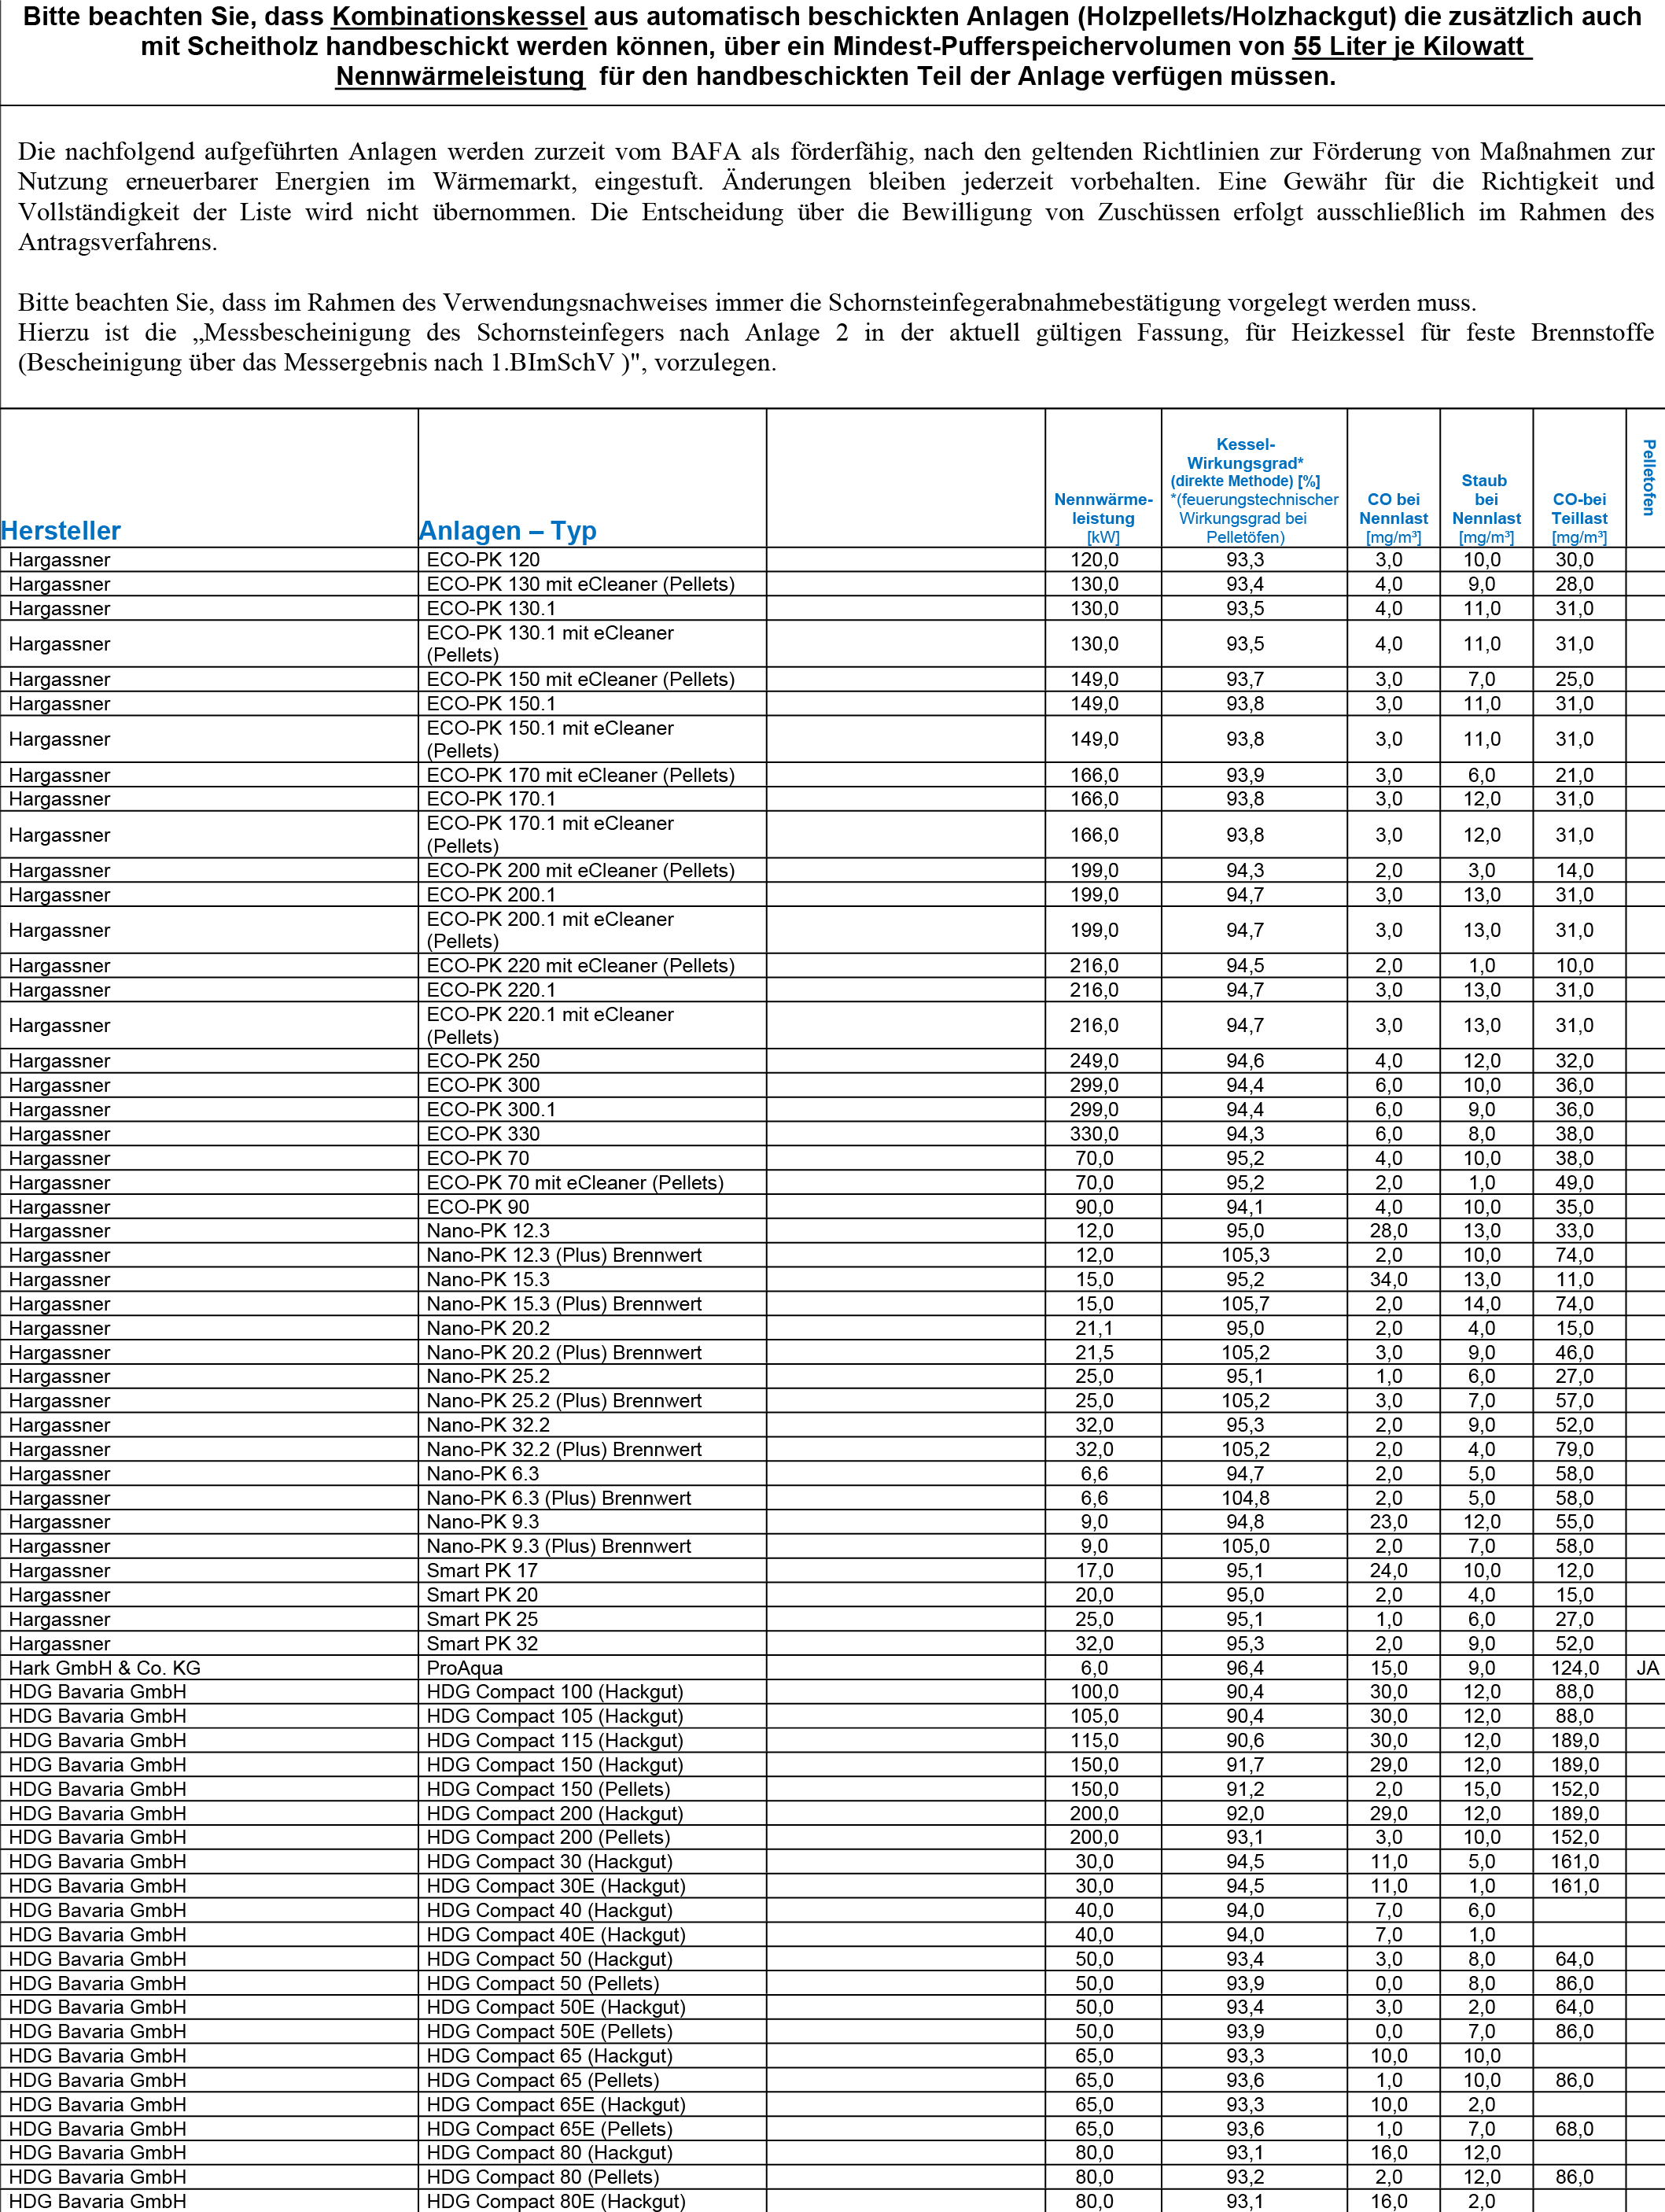 Bitte beachten Sie, dass Kombinationskessel aus automatisch beschickten Anlagen (Holzpellets/Holzhackgut) die zusätzlich auch
mit Scheitholz handbeschickt werden können, über ein Mindest-Pufferspeichervolumen von 55 Liter je Kilowatt
Nennwärmeleistung für den handbeschickten Teil der Anlage verfügen müssen.
Die nachfolgend aufgeführten Anlagen werden zurzeit vom BAFA als förderfähig, nach den geltenden Richtlinien zur Förderung von Maßnahmen zur
Nutzung erneuerbarer Energien im Wärmemarkt, eingestuft. Änderungen bleiben jederzeit vorbehalten. Eine Gewähr für die Richtigkeit und
Vollständigkeit der Liste wird nicht übernommen. Die Entscheidung über die Bewilligung von Zuschüssen erfolgt ausschließlich im Rahmen des
Antragsverfahrens.
Bitte beachten Sie, dass im Rahmen des Verwendungsnachweises immer die Schornsteinfegerabnahmebestätigung vorgelegt werden muss.
Hierzu ist die „Messbescheinigung des Schornsteinfegers nach Anlage 2 in der aktuell gültigen Fassung, für Heizkessel für feste Brennstoffe
(Bescheinigung über das Messergebnis nach 1.BImSchV )", vorzulegen.
Hersteller
Anlagen – Typ
Nennwärme-
leistung
[kW]
Kessel-
Wirkungsgrad*
(direkte Methode) [%]
*(feuerungstechnischer
Wirkungsgrad bei
Pelletöfen)
CO bei
Nennlast
[mg/m³]
Staub
bei
Nennlast
[mg/m³]
CO-bei
Teillast
[mg/m³]
Pelletofen
Hargassner ECO-PK 120 120,0 93,3 3,0 10,0 30,0
Hargassner ECO-PK 130 mit eCleaner (Pellets) 130,0 93,4 4,0 9,0 28,0
Hargassner ECO-PK 130.1 130,0 93,5 4,0 11,0 31,0
Hargassner ECO-PK 130.1 mit eCleaner
(Pellets) 130,0 93,5 4,0 11,0 31,0
Hargassner ECO-PK 150 mit eCleaner (Pellets) 149,0 93,7 3,0 7,0 25,0
Hargassner ECO-PK 150.1 149,0 93,8 3,0 11,0 31,0
Hargassner ECO-PK 150.1 mit eCleaner
(Pellets) 149,0 93,8 3,0 11,0 31,0
Hargassner ECO-PK 170 mit eCleaner (Pellets) 166,0 93,9 3,0 6,0 21,0
Hargassner ECO-PK 170.1 166,0 93,8 3,0 12,0 31,0
Hargassner ECO-PK 170.1 mit eCleaner
(Pellets) 166,0 93,8 3,0 12,0 31,0
Hargassner ECO-PK 200 mit eCleaner (Pellets) 199,0 94,3 2,0 3,0 14,0
Hargassner ECO-PK 200.1 199,0 94,7 3,0 13,0 31,0
Hargassner ECO-PK 200.1 mit eCleaner
(Pellets) 199,0 94,7 3,0 13,0 31,0
Hargassner ECO-PK 220 mit eCleaner (Pellets) 216,0 94,5 2,0 1,0 10,0
Hargassner ECO-PK 220.1 216,0 94,7 3,0 13,0 31,0
Hargassner ECO-PK 220.1 mit eCleaner
(Pellets) 216,0 94,7 3,0 13,0 31,0
Hargassner ECO-PK 250 249,0 94,6 4,0 12,0 32,0
Hargassner ECO-PK 300 299,0 94,4 6,0 10,0 36,0
Hargassner ECO-PK 300.1 299,0 94,4 6,0 9,0 36,0
Hargassner ECO-PK 330 330,0 94,3 6,0 8,0 38,0
Hargassner ECO-PK 70 70,0 95,2 4,0 10,0 38,0
Hargassner ECO-PK 70 mit eCleaner (Pellets) 70,0 95,2 2,0 1,0 49,0
Hargassner ECO-PK 90 90,0 94,1 4,0 10,0 35,0
Hargassner Nano-PK 12.3 12,0 95,0 28,0 13,0 33,0
Hargassner Nano-PK 12.3 (Plus) Brennwert 12,0 105,3 2,0 10,0 74,0
Hargassner Nano-PK 15.3 15,0 95,2 34,0 13,0 11,0
Hargassner Nano-PK 15.3 (Plus) Brennwert 15,0 105,7 2,0 14,0 74,0
Hargassner Nano-PK 20.2 21,1 95,0 2,0 4,0 15,0
Hargassner Nano-PK 20.2 (Plus) Brennwert 21,5 105,2 3,0 9,0 46,0
Hargassner Nano-PK 25.2 25,0 95,1 1,0 6,0 27,0
Hargassner Nano-PK 25.2 (Plus) Brennwert 25,0 105,2 3,0 7,0 57,0
Hargassner Nano-PK 32.2 32,0 95,3 2,0 9,0 52,0
Hargassner Nano-PK 32.2 (Plus) Brennwert 32,0 105,2 2,0 4,0 79,0
Hargassner Nano-PK 6.3 6,6 94,7 2,0 5,0 58,0
Hargassner Nano-PK 6.3 (Plus) Brennwert 6,6 104,8 2,0 5,0 58,0
Hargassner Nano-PK 9.3 9,0 94,8 23,0 12,0 55,0
Hargassner Nano-PK 9.3 (Plus) Brennwert 9,0 105,0 2,0 7,0 58,0
Hargassner Smart PK 17 17,0 95,1 24,0 10,0 12,0
Hargassner Smart PK 20 20,0 95,0 2,0 4,0 15,0
Hargassner Smart PK 25 25,0 95,1 1,0 6,0 27,0
Hargassner Smart PK 32 32,0 95,3 2,0 9,0 52,0
Hark GmbH & Co. KG ProAqua 6,0 96,4 15,0 9,0 124,0 JA
HDG Bavaria GmbH HDG Compact 100 (Hackgut) 100,0 90,4 30,0 12,0 88,0
HDG Bavaria GmbH HDG Compact 105 (Hackgut) 105,0 90,4 30,0 12,0 88,0
HDG Bavaria GmbH HDG Compact 115 (Hackgut) 115,0 90,6 30,0 12,0 189,0
HDG Bavaria GmbH HDG Compact 150 (Hackgut) 150,0 91,7 29,0 12,0 189,0
HDG Bavaria GmbH HDG Compact 150 (Pellets) 150,0 91,2 2,0 15,0 152,0
HDG Bavaria GmbH HDG Compact 200 (Hackgut) 200,0 92,0 29,0 12,0 189,0
HDG Bavaria GmbH HDG Compact 200 (Pellets) 200,0 93,1 3,0 10,0 152,0
HDG Bavaria GmbH HDG Compact 30 (Hackgut) 30,0 94,5 11,0 5,0 161,0
HDG Bavaria GmbH HDG Compact 30E (Hackgut) 30,0 94,5 11,0 1,0 161,0
HDG Bavaria GmbH HDG Compact 40 (Hackgut) 40,0 94,0 7,0 6,0
HDG Bavaria GmbH HDG Compact 40E (Hackgut) 40,0 94,0 7,0 1,0
HDG Bavaria GmbH HDG Compact 50 (Hackgut) 50,0 93,4 3,0 8,0 64,0
HDG Bavaria GmbH HDG Compact 50 (Pellets) 50,0 93,9 0,0 8,0 86,0
HDG Bavaria GmbH HDG Compact 50E (Hackgut) 50,0 93,4 3,0 2,0 64,0
HDG Bavaria GmbH HDG Compact 50E (Pellets) 50,0 93,9 0,0 7,0 86,0
HDG Bavaria GmbH HDG Compact 65 (Hackgut) 65,0 93,3 10,0 10,0
HDG Bavaria GmbH HDG Compact 65 (Pellets) 65,0 93,6 1,0 10,0 86,0
HDG Bavaria GmbH HDG Compact 65E (Hackgut) 65,0 93,3 10,0 2,0
HDG Bavaria GmbH HDG Compact 65E (Pellets) 65,0 93,6 1,0 7,0 68,0
HDG Bavaria GmbH HDG Compact 80 (Hackgut) 80,0 93,1 16,0 12,0
HDG Bavaria GmbH HDG Compact 80 (Pellets) 80,0 93,2 2,0 12,0 86,0
HDG Bavaria GmbH HDG Compact 80E (Hackgut) 80,0 93,1 16,0 2,0